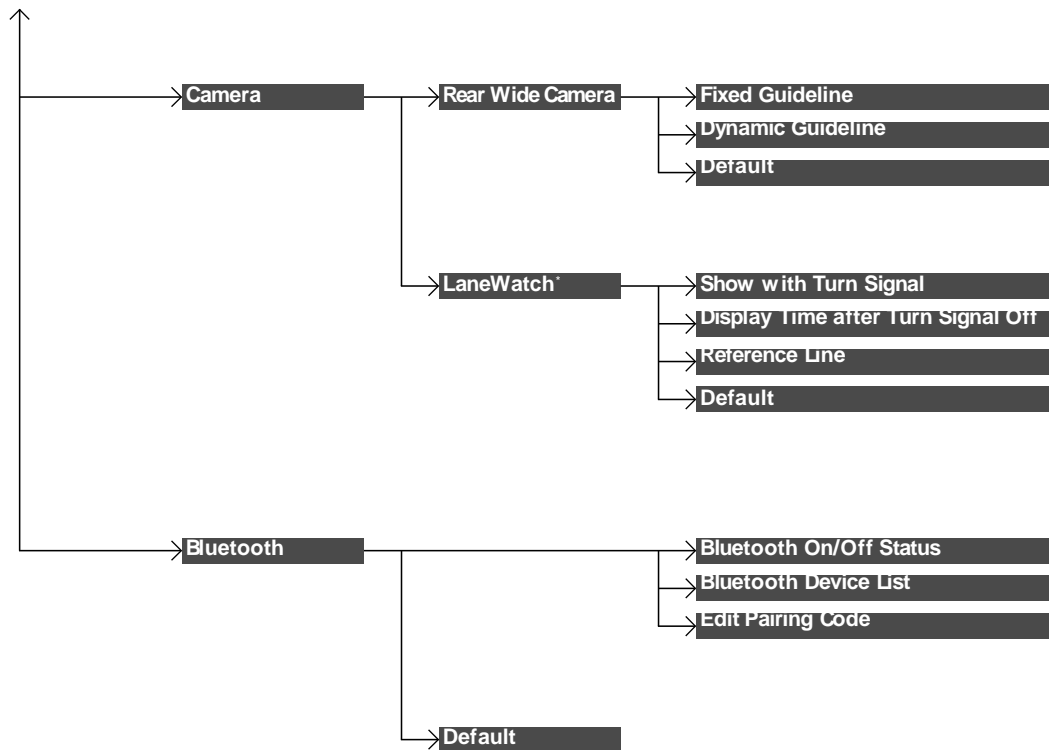 Camera
Rear Wide Camera
Fixed Guideline
Dynamic Guideline
Default
LaneWatch*
Show with Turn Signal
Display Time after Turn Signal Off
Reference Line
Default
Bluetooth
Bluetooth On/Off Status
Bluetooth Device List
Edit Pairing Code
Default